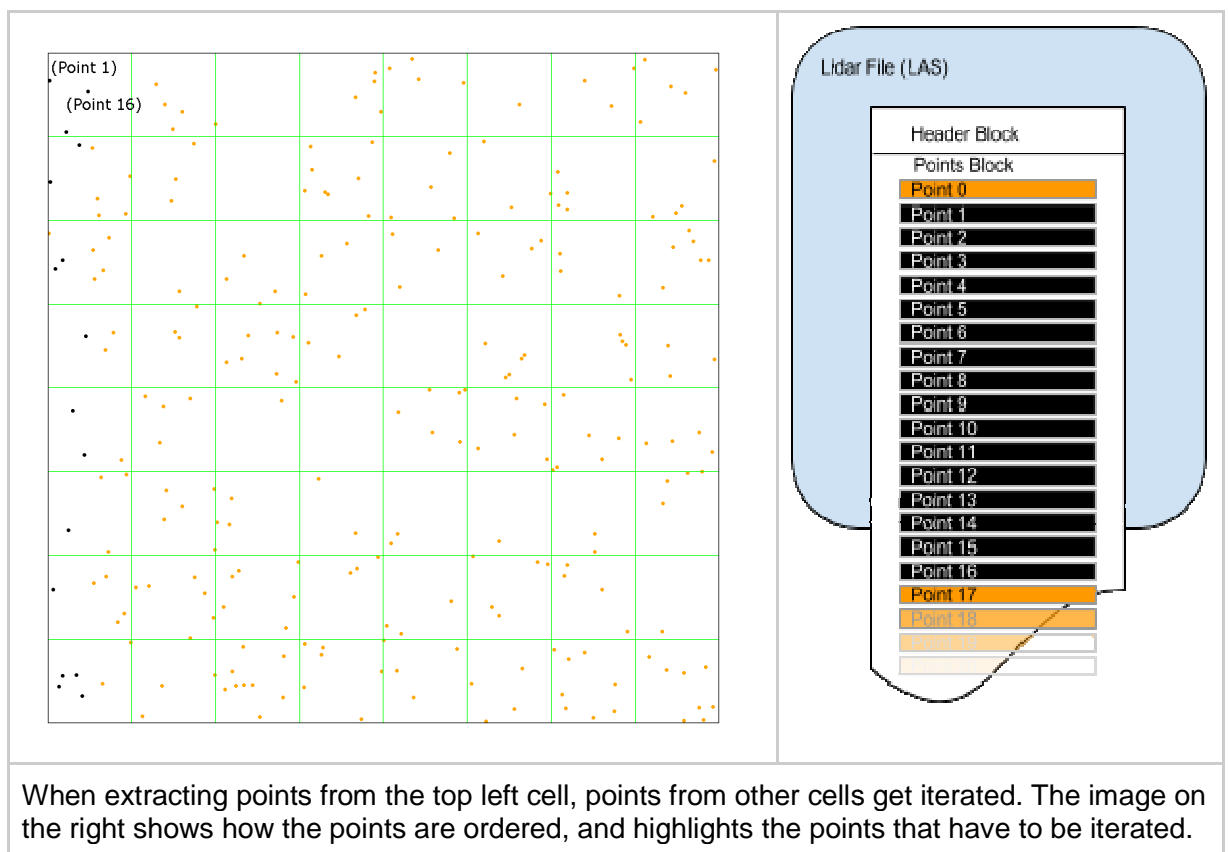 (Point 1)
(Point 16)
Lidar File (LAS)
Header Block
Points Block
Point 0
Point 1
Point 2
Point 3
Point 4
Point 5
Point 6
Point 7
Point 8
Point 9
Point 10
Point 11
Point 12
Point 13
Point 14
Point 15
Point 16
Point 17
Point 18
When extracting points from the top left cell, points from other cells get iterated. The image on
the right shows how the points are ordered, and highlights the points that have to be iterated.